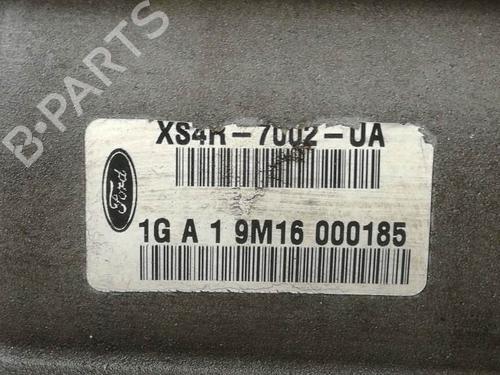 B-PARTS
XS4R-7002-UA
Ford
1G A 1 9M16 000185